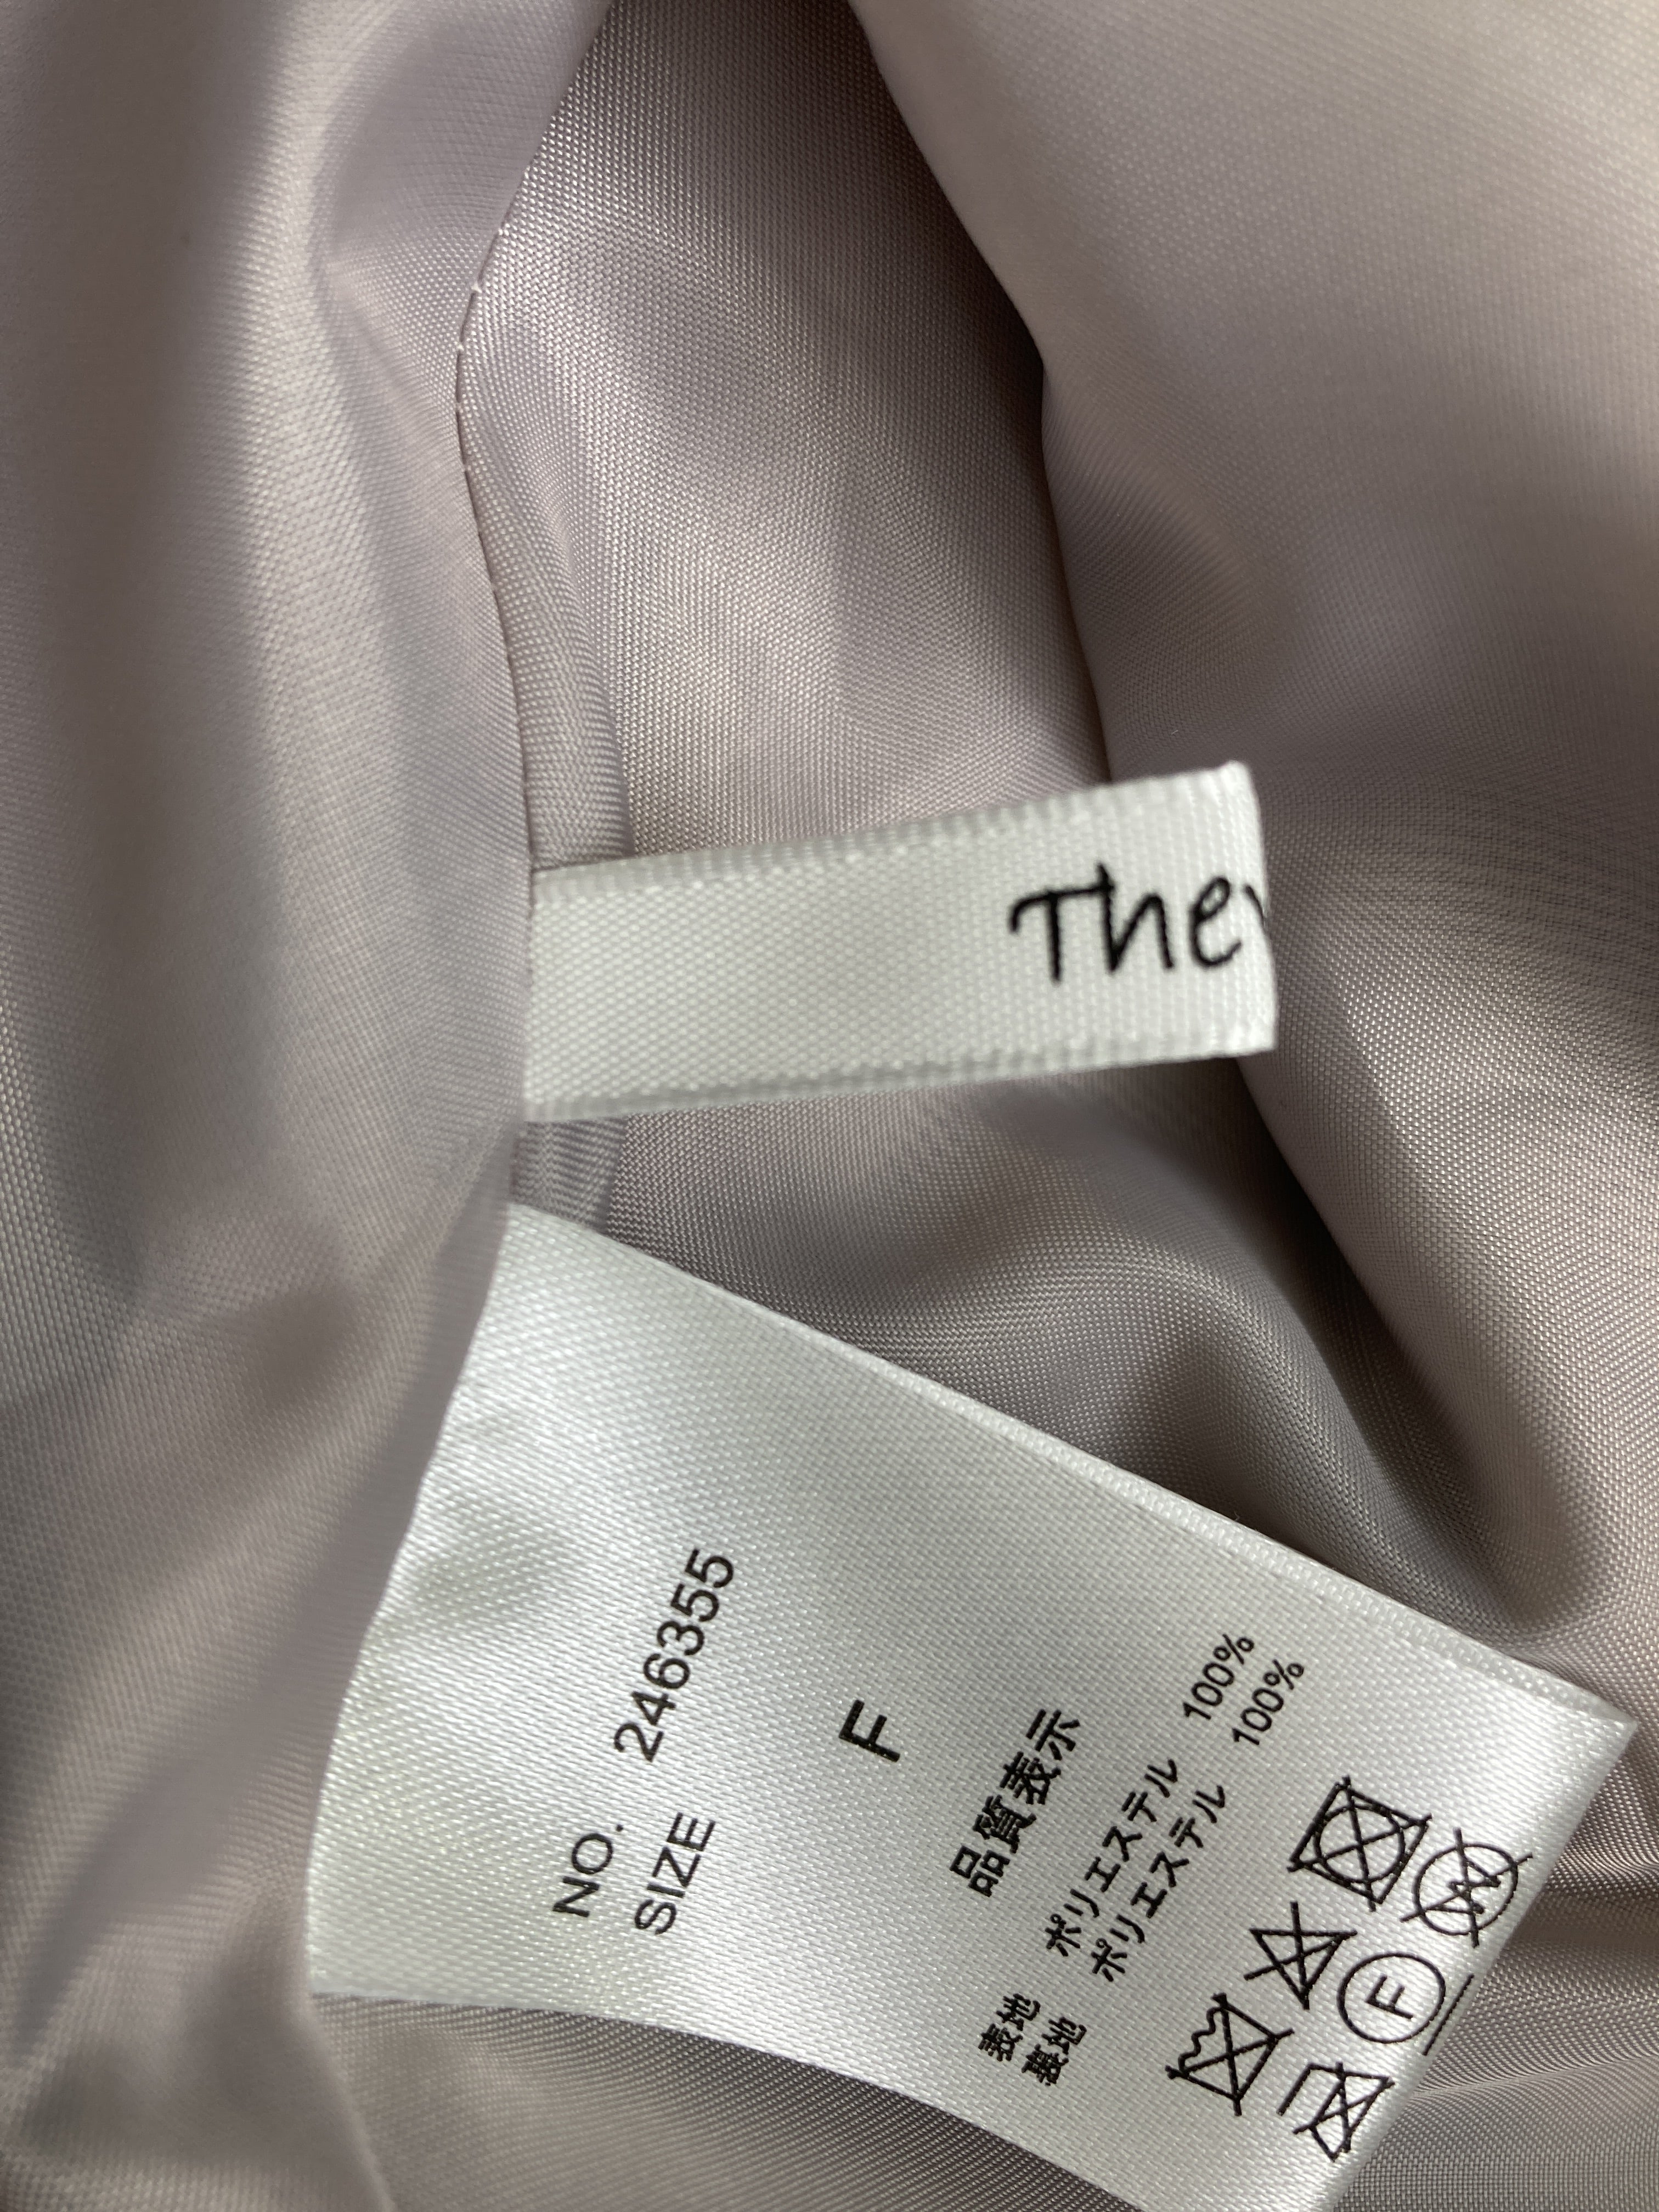 They
NO. 246355
SIZE
F
品質表示
表地 ポリエステル 100%
裏地 ポリエステル 100%
F
W